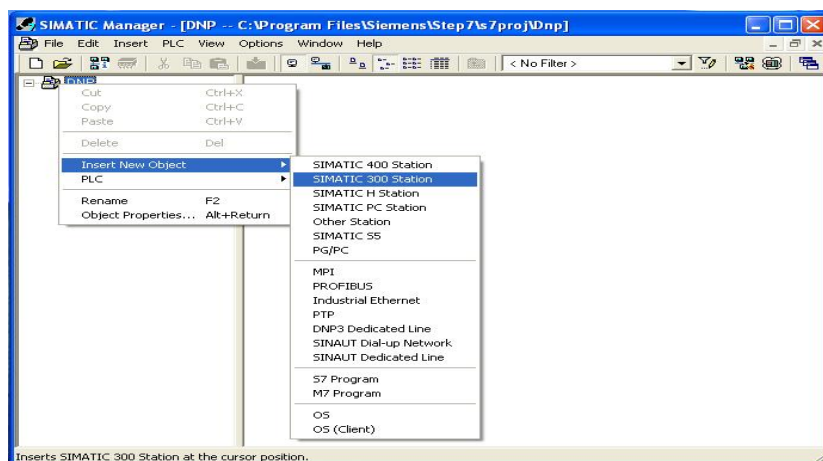 SIMATIC Manager - [DNP -- C:\Program Files\Siemens\Step7\s7proj\Dnp]
File Edit Insert PLC View Options Window Help
< No Filter >
DNP
Cut Ctrl+X
Copy Ctrl+C
Paste Ctrl+V
Delete Del
Insert New Object
PLC
Rename F2
Object Properties... Alt+Return
SIMATIC 400 Station
SIMATIC 300 Station
SIMATIC H Station
SIMATIC PC Station
Other Station
SIMATIC S5
PG/PC
MPI
PROFIBUS
Industrial Ethernet
PTP
DNP3 Dedicated Line
SINAUT Dial-up Network
SINAUT Dedicated Line
S7 Program
M7 Program
OS
OS (Client)
Inserts SIMATIC 300 Station at the cursor position.